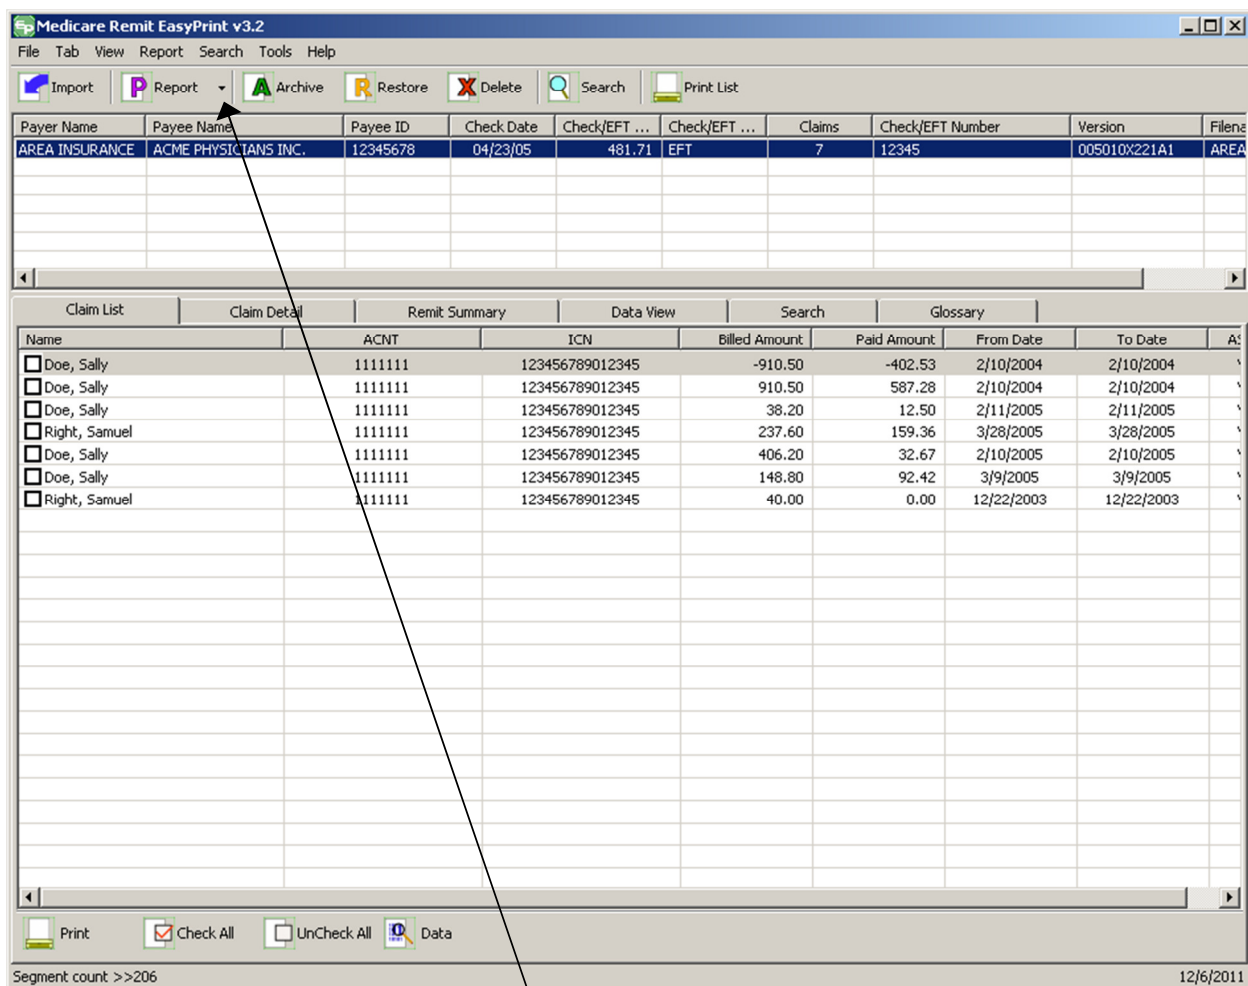 Medicare Remit EasyPrint v3.2
File Tab View Report Search Tools Help
Import Report Archive Restore Delete Search Print List
Payer Name Payee Name Payee ID Check Date Check/EFT ... Check/EFT ... Claims Check/EFT Number Version Filena
AREA INSURANCE ACME PHYSICIANS INC. 12345678 04/23/05 481.71 EFT 7 12345 005010X221A1 AREA
Claim List Claim Detail Remit Summary Data View Search Glossary
Name ACNT ICN Billed Amount Paid Amount From Date To Date AS
Doe, Sally 1111111 123456789012345 -910.50 -402.53 2/10/2004 2/10/2004
Doe, Sally 1111111 123456789012345 910.50 587.28 2/10/2004 2/10/2004
Doe, Sally 1111111 123456789012345 38.20 12.50 2/11/2005 2/11/2005
Right, Samuel 1111111 123456789012345 237.60 159.36 3/28/2005 3/28/2005
Doe, Sally 1111111 123456789012345 406.20 32.67 2/10/2005 2/10/2005
Doe, Sally 1111111 123456789012345 148.80 92.42 3/9/2005 3/9/2005
Right, Samuel 1111111 123456789012345 40.00 0.00 12/22/2003 12/22/2003
Print Check All UnCheck All Data
Segment count >>206 12/6/2011